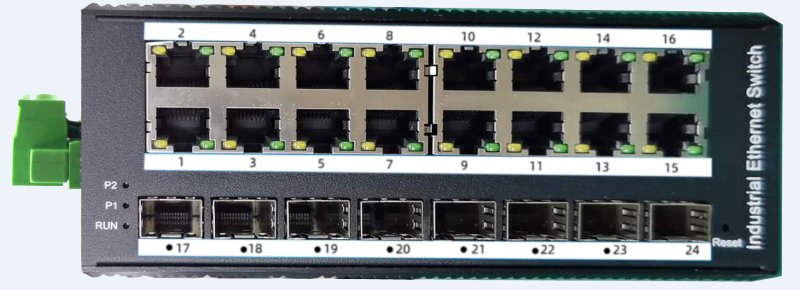 2 4 6 8 10 12 14 16
1 3 5 7 9 11 13 15
P2
P1
RUN
17 18 19 20 21 22 23 24
Reset
Industrial Ethernet Switch